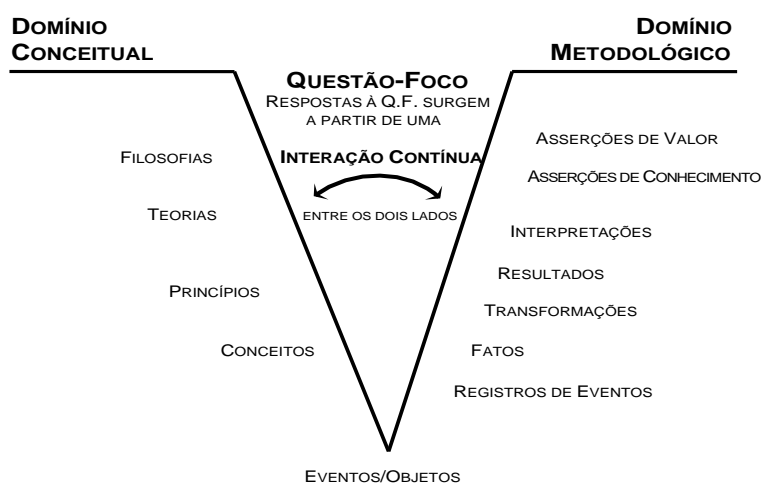 DOMÍNIO
CONCEITUAL
DOMÍNIO
METODOLÓGICO
QUESTÃO-FOCO
RESPOSTAS À Q.F. SURGEM
A PARTIR DE UMA
INTERAÇÃO CONTÍNUA
ENTRE OS DOIS LADOS
FILOSOFIAS
TEORIAS
PRINCÍPIOS
CONCEITOS
ASSERÇÕES DE VALOR
ASSERÇÕES DE CONHECIMENTO
INTERPRETAÇÕES
RESULTADOS
TRANSFORMAÇÕES
FATOS
REGISTROS DE EVENTOS
EVENTOS/OBJETOS